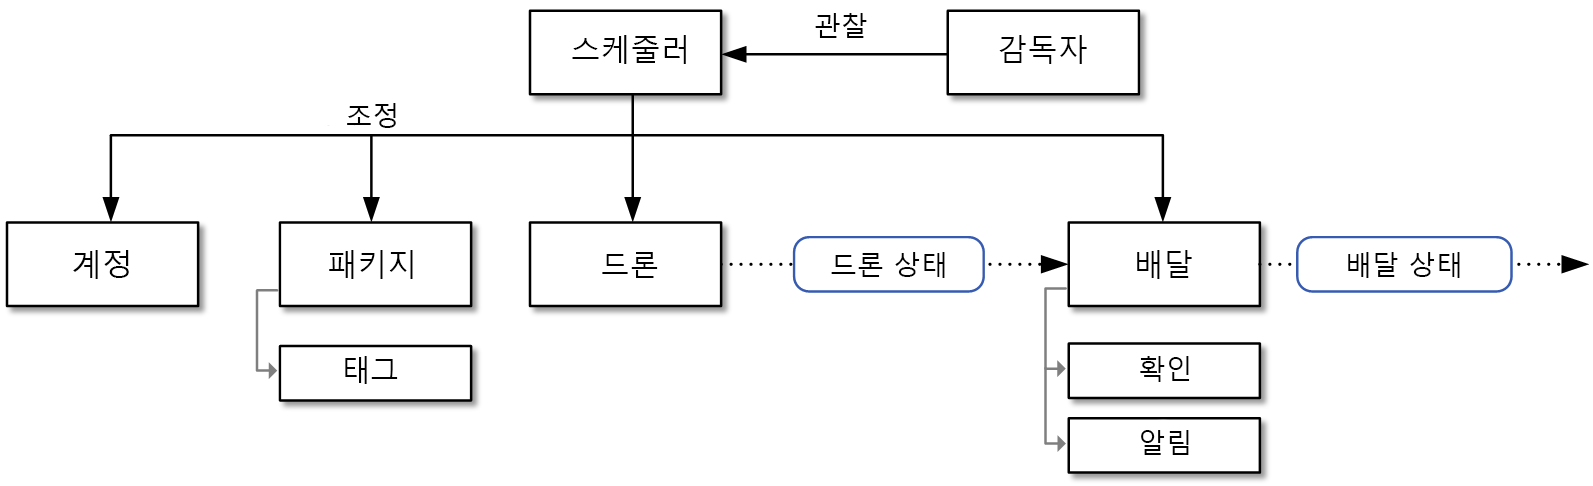 관찰
스케줄러
감독자
조정
계정
패키지
드론
드론 상태
배달
배달 상태
태그
확인
알림